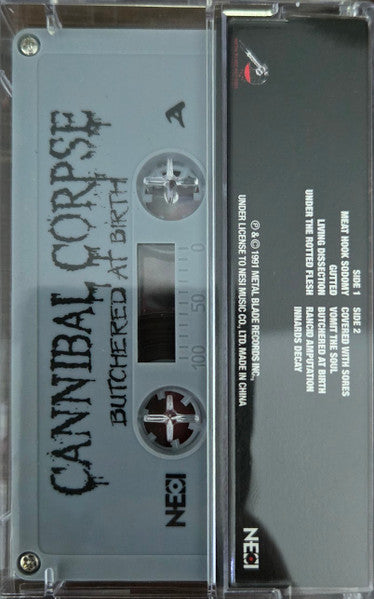 CANNIBAL CORPSE
BUTCHERED AT BIRTH
A
0
50
100
NEXI
SIDE 1
MEAT HOOK SODOMY
GUTTED
LIVING DISSECTION
UNDER THE ROTTED FLESH
SIDE 2
COVERED WITH SORES
VOMIT THE SOUL
BUTCHERED AT BIRTH
RANCID AMPUTATION
INNARDS DECAY
℗ & © 1991 METAL BLADE RECORDS INC.,
UNDER LICENSE TO NESI MUSIC CO., LTD. MADE IN CHINA
NEXI